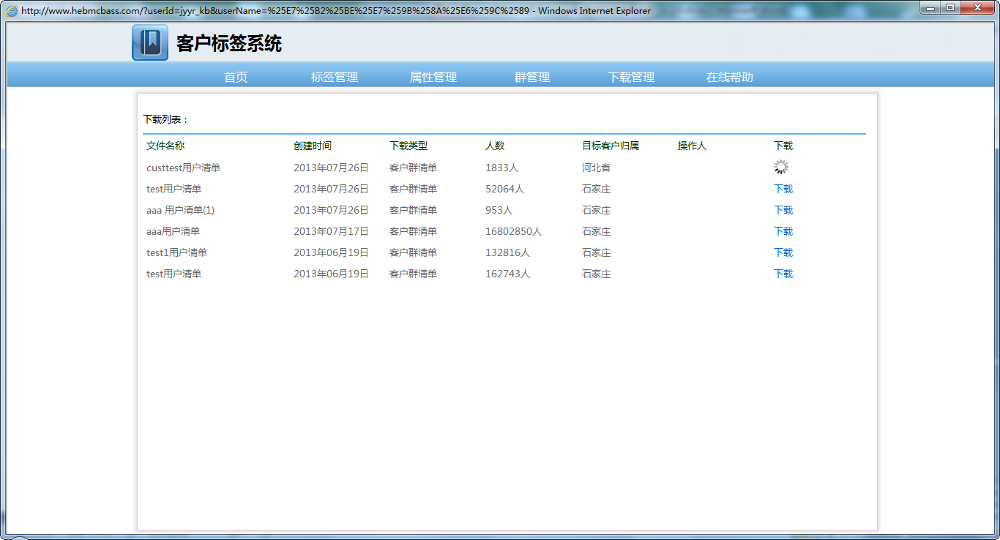 http://www.hebmcbass.com/?userId=jyyr_kb&userName=%25E7%25B2%25BE%25E7%259B%258A%25E6%259C%2589 - Windows Internet Explorer
客户标签系统
首页 标签管理 属性管理 群管理 下载管理 在线帮助
下载列表：
文件名称 创建时间 下载类型 人数 目标客户归属 操作人 下载
custtest用户清单 2013年07月26日 客户群清单 1833人 河北省
test用户清单 2013年07月26日 客户群清单 52064人 石家庄 下载
aaa 用户清单(1) 2013年07月26日 客户群清单 953人 石家庄 下载
aaa用户清单 2013年07月17日 客户群清单 16802850人 石家庄 下载
test1用户清单 2013年06月19日 客户群清单 132816人 石家庄 下载
test用户清单 2013年06月19日 客户群清单 162743人 石家庄 下载